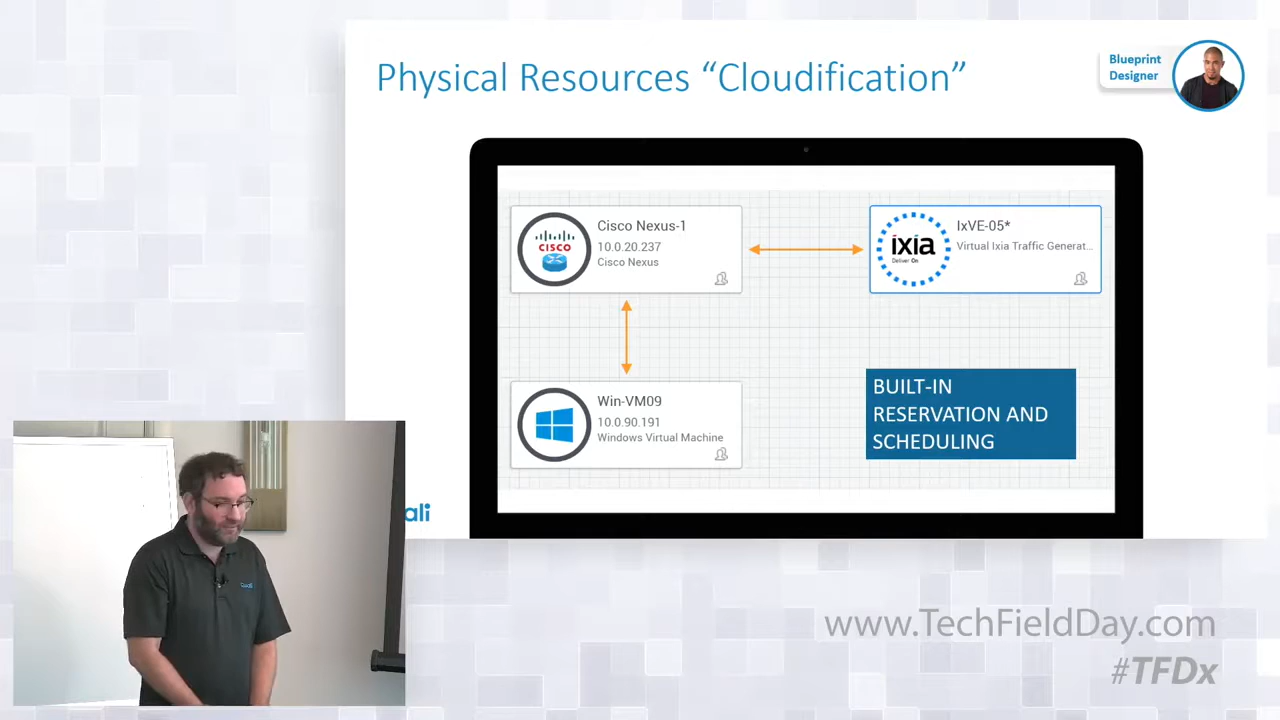 Physical Resources “Cloudification”
Blueprint
Designer
CISCO
Cisco Nexus-1
10.0.20.237
Cisco Nexus
ixia
Deliver On
IxVE-05*
Virtual Ixia Traffic Generat...
Win-VM09
10.0.90.191
Windows Virtual Machine
BUILT-IN
RESERVATION AND
SCHEDULING
ali
www.TechFieldDay.com
#TFDx